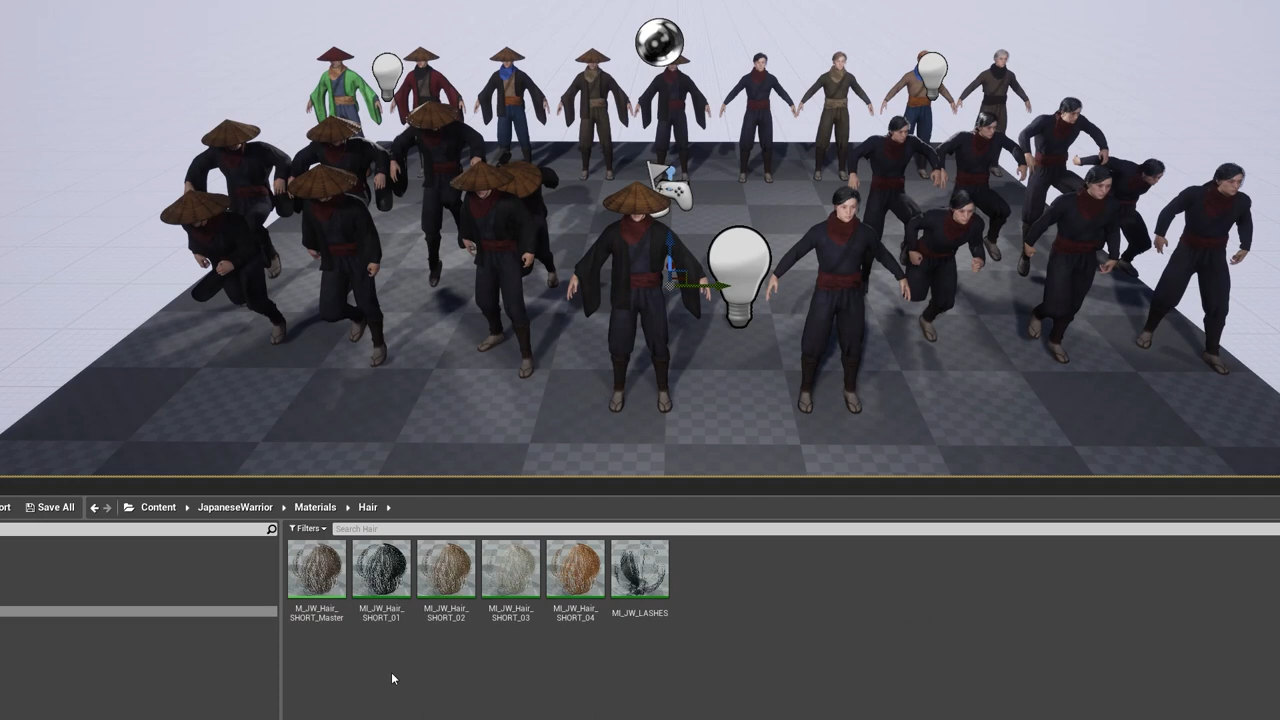 ort Save All Content JapaneseWarrior Materials Hair
Filters Search Hair
M_JW_Hair_
SHORT_Master
MI_JW_Hair_
SHORT_01
MI_JW_Hair_
SHORT_02
MI_JW_Hair_
SHORT_03
MI_JW_Hair_
SHORT_04
MI_JW_LASHES